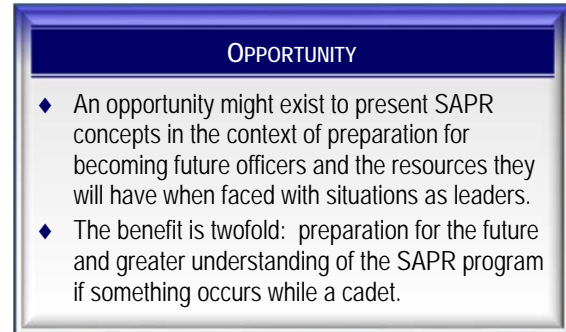 OPPORTUNITY
♦ An opportunity might exist to present SAPR
concepts in the context of preparation for
becoming future officers and the resources they
will have when faced with situations as leaders.
♦ The benefit is twofold: preparation for the future
and greater understanding of the SAPR program
if something occurs while a cadet.